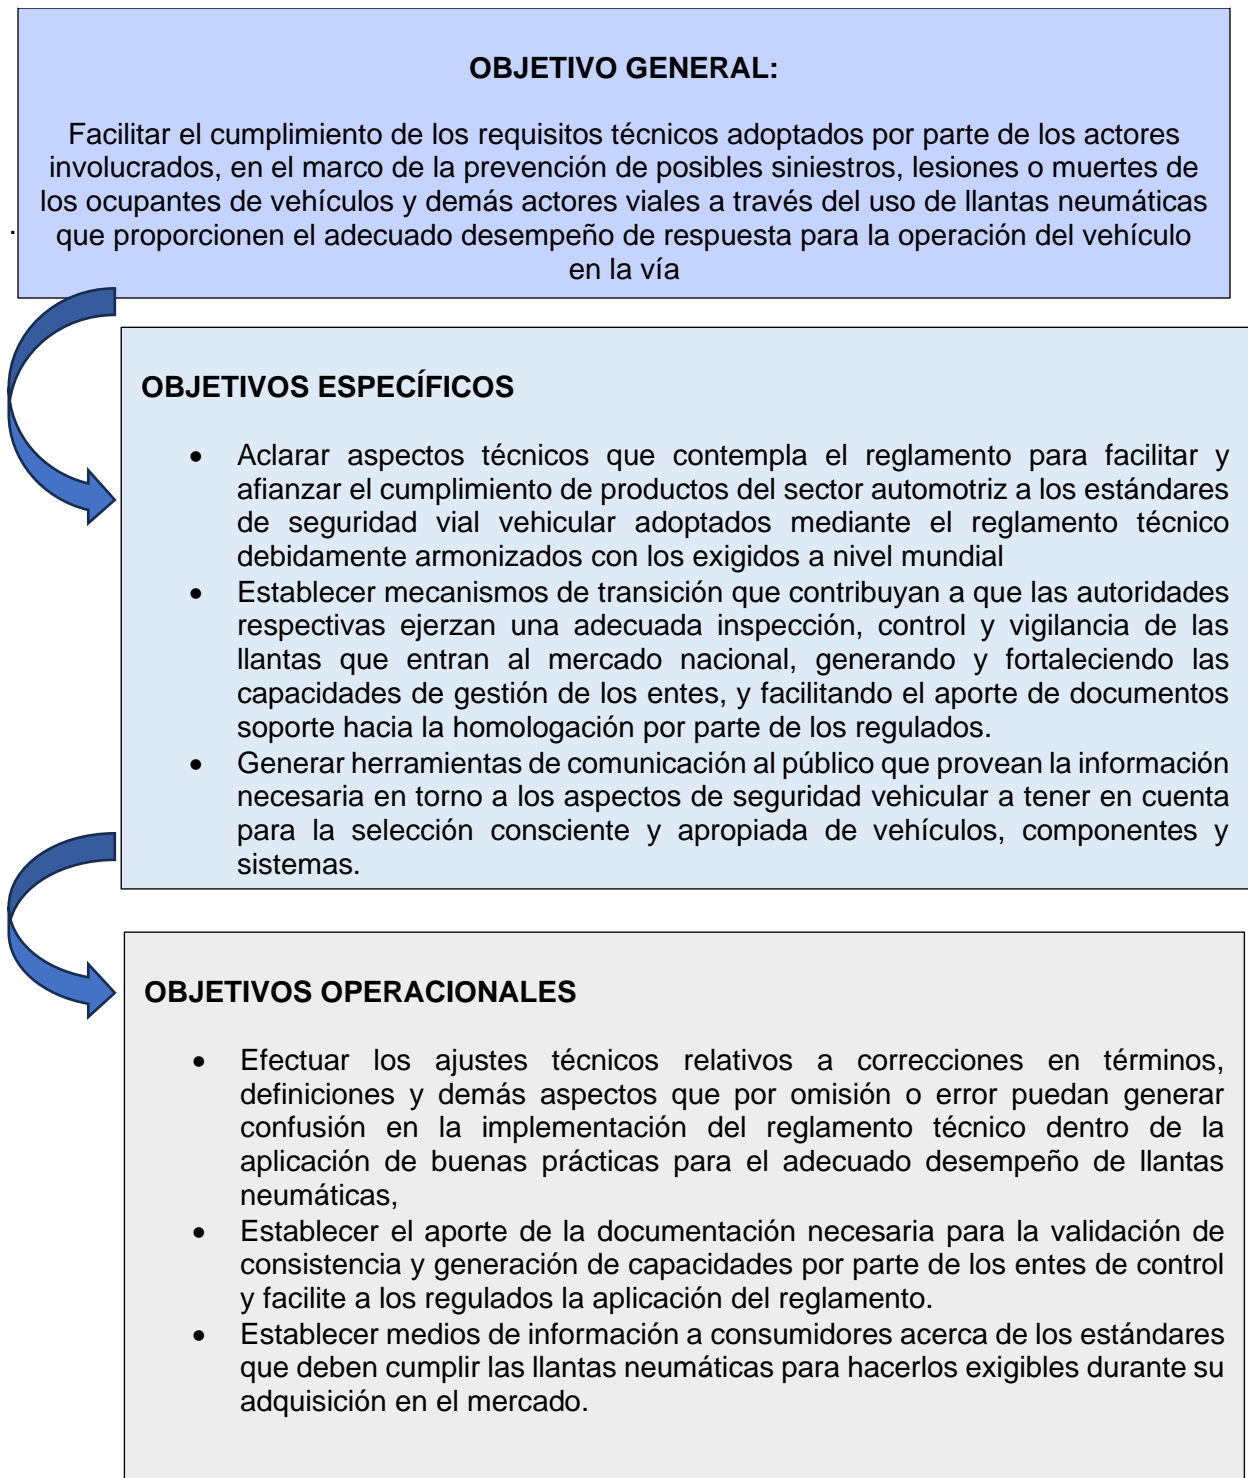 OBJETIVO GENERAL:
Facilitar el cumplimiento de los requisitos técnicos adoptados por parte de los actores
involucrados, en el marco de la prevención de posibles siniestros, lesiones o muertes de
los ocupantes de vehículos y demás actores viales a través del uso de llantas neumáticas
. que proporcionen el adecuado desempeño de respuesta para la operación del vehículo
en la vía
OBJETIVOS ESPECÍFICOS
• Aclarar aspectos técnicos que contempla el reglamento para facilitar y
afianzar el cumplimiento de productos del sector automotriz a los estándares
de seguridad vial vehicular adoptados mediante el reglamento técnico
debidamente armonizados con los exigidos a nivel mundial
• Establecer mecanismos de transición que contribuyan a que las autoridades
respectivas ejerzan una adecuada inspección, control y vigilancia de las
llantas que entran al mercado nacional, generando y fortaleciendo las
capacidades de gestión de los entes, y facilitando el aporte de documentos
soporte hacia la homologación por parte de los regulados.
• Generar herramientas de comunicación al público que provean la información
necesaria en torno a los aspectos de seguridad vehicular a tener en cuenta
para la selección consciente y apropiada de vehículos, componentes y
sistemas.
OBJETIVOS OPERACIONALES
• Efectuar los ajustes técnicos relativos a correcciones en términos,
definiciones y demás aspectos que por omisión o error puedan generar
confusión en la implementación del reglamento técnico dentro de la
aplicación de buenas prácticas para el adecuado desempeño de llantas
neumáticas,
• Establecer el aporte de la documentación necesaria para la validación de
consistencia y generación de capacidades por parte de los entes de control
y facilite a los regulados la aplicación del reglamento.
• Establecer medios de información a consumidores acerca de los estándares
que deben cumplir las llantas neumáticas para hacerlos exigibles durante su
adquisición en el mercado.